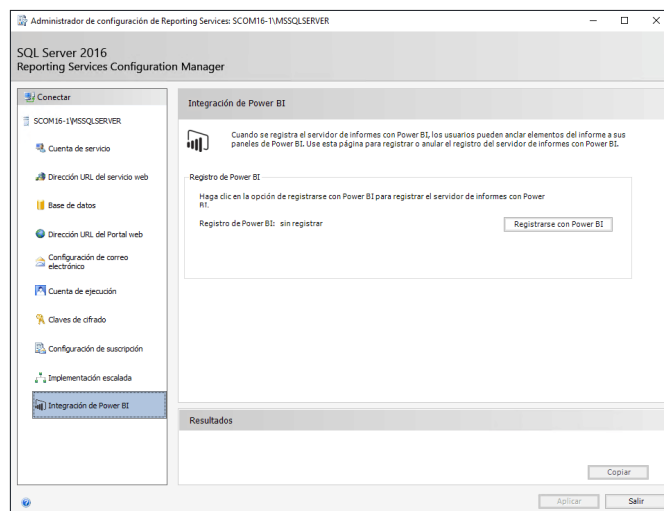 Administrador de configuración de Reporting Services: SCOM16-1\MSSQLSERVER
SQL Server 2016
Reporting Services Configuration Manager
Conectar
SCOM16-1\MSSQLSERVER
Cuenta de servicio
Dirección URL del servicio web
Base de datos
Dirección URL del Portal web
Configuración de correo
electrónico
Cuenta de ejecución
Claves de cifrado
Configuración de suscripción
Implementación escalada
Integración de Power BI
Integración de Power BI
Cuando se registra el servidor de informes con Power BI, los usuarios pueden anclar elementos del informe a sus
paneles de Power BI. Use esta página para registrar o anular el registro del servidor de informes con Power BI.
Registro de Power BI
Haga clic en la opción de registrarse con Power BI para registrar el servidor de informes con Power
BI.
Registro de Power BI: sin registrar
Registrarse con Power BI
Resultados
Copiar
Aplicar
Salir